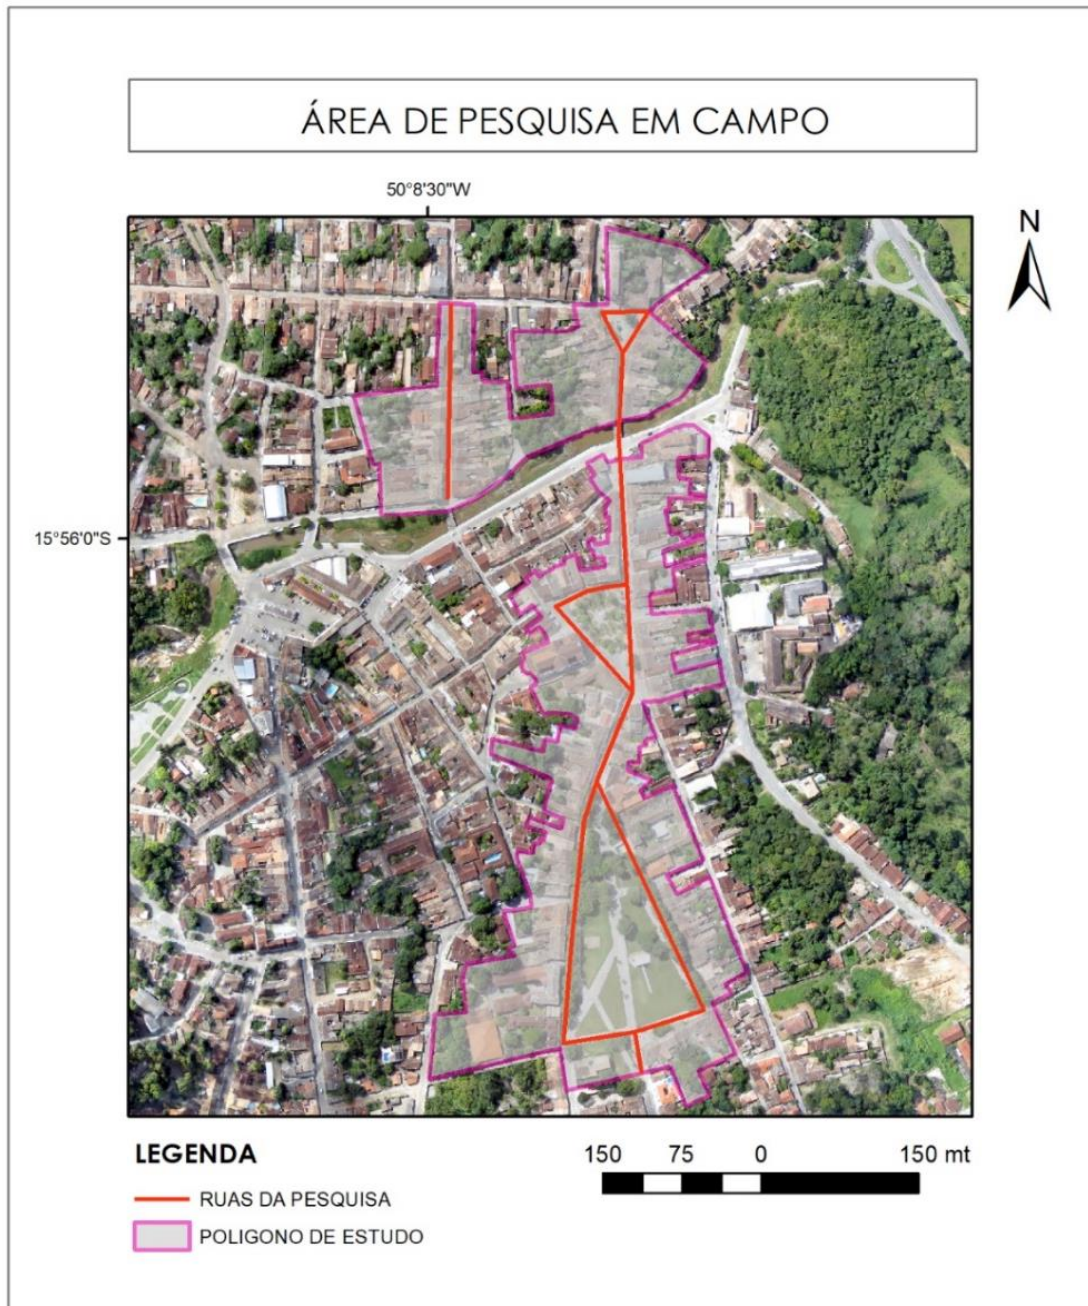 ÁREA DE PESQUISA EM CAMPO
50°8'30"W
N
15°56'0"S
LEGENDA
RUAS DA PESQUISA
POLIGONO DE ESTUDO
150 75 0 150 mt